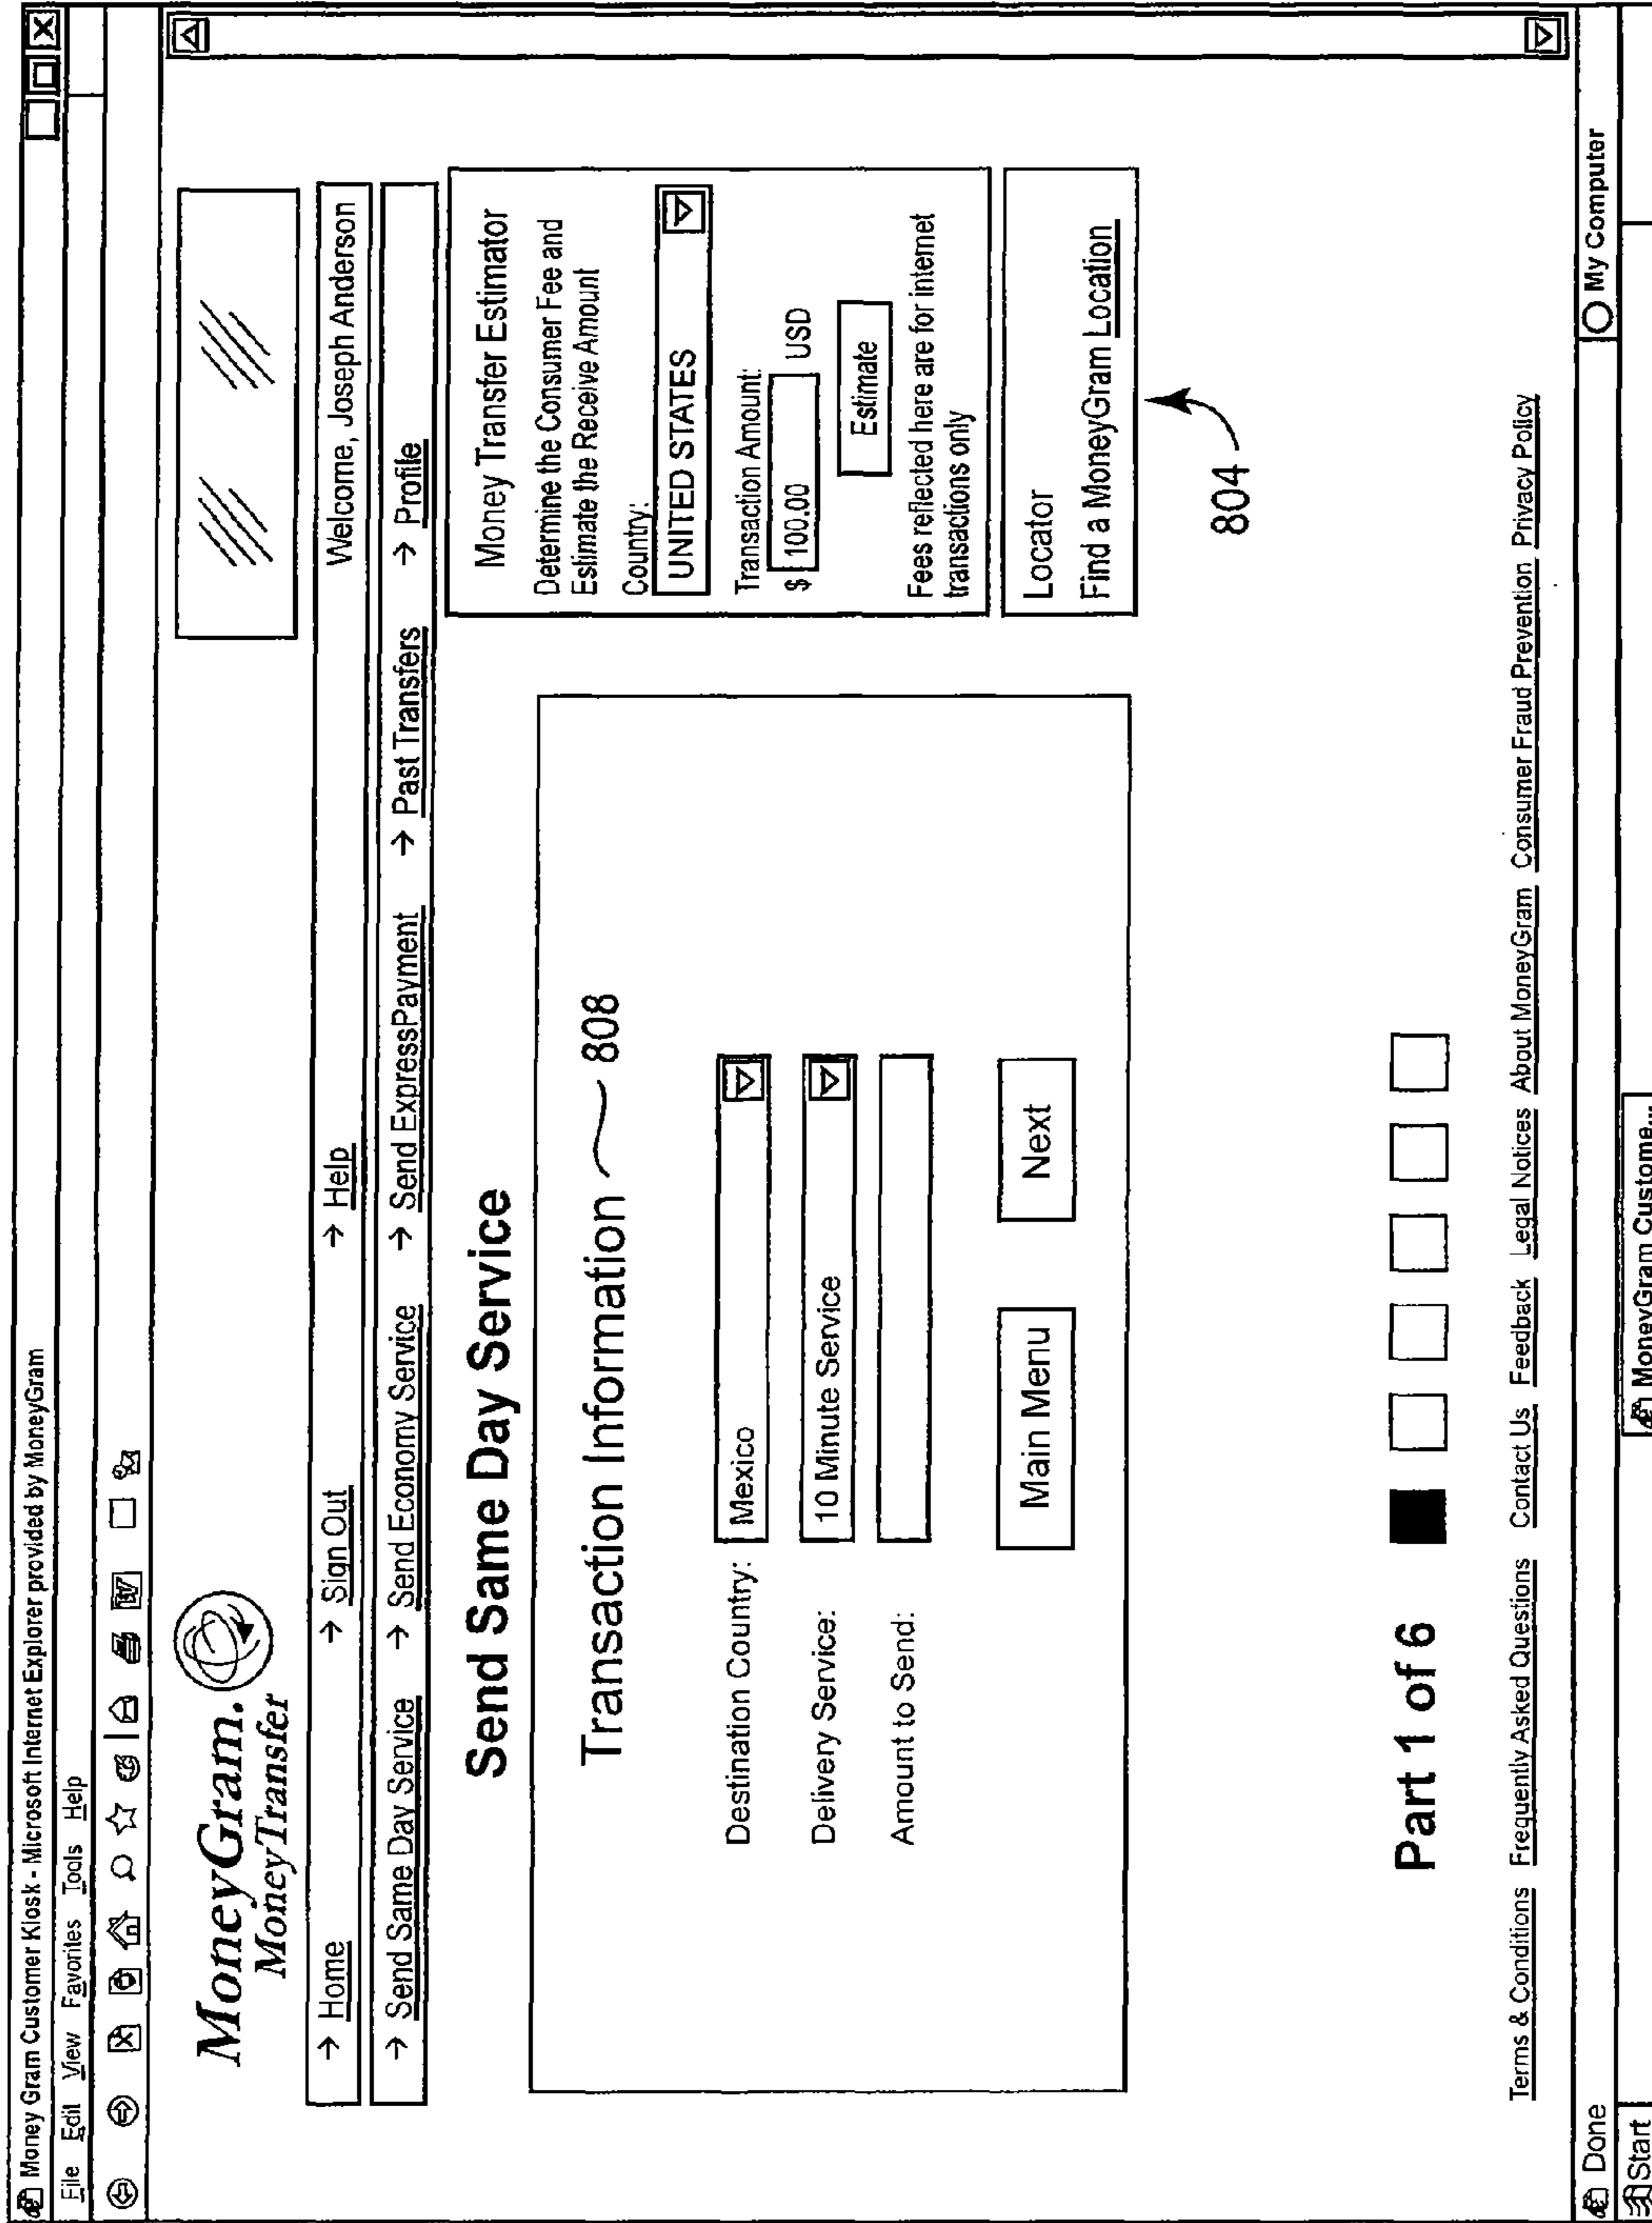 Money Gram Customer Kiosk - Microsoft Internet Explorer provided by MoneyGram
File Edit View Favorites Tools Help
MoneyGram.
MoneyTransfer
→ Home → Sign Out → Help Welcome, Joseph Anderson
→ Send Same Day Service → Send Economy Service → Send ExpressPayment → Past Transfers → Profile
Send Same Day Service
Transaction Information 808
Destination Country: Mexico
Delivery Service: 10 Minute Service
Amount to Send:
Main Menu Next
Money Transfer Estimator
Determine the Consumer Fee and
Estimate the Receive Amount
Country:
UNITED STATES
Transaction Amount:
$ 100.00 USD
Estimate
Fees reflected here are for internet
transactions only
Locator
Find a MoneyGram Location
804
Part 1 of 6
Terms & Conditions Frequently Asked Questions Contact Us Feedback Legal Notices About MoneyGram Consumer Fraud Prevention Privacy Policy
Done My Computer
Start MoneyGram Custome...